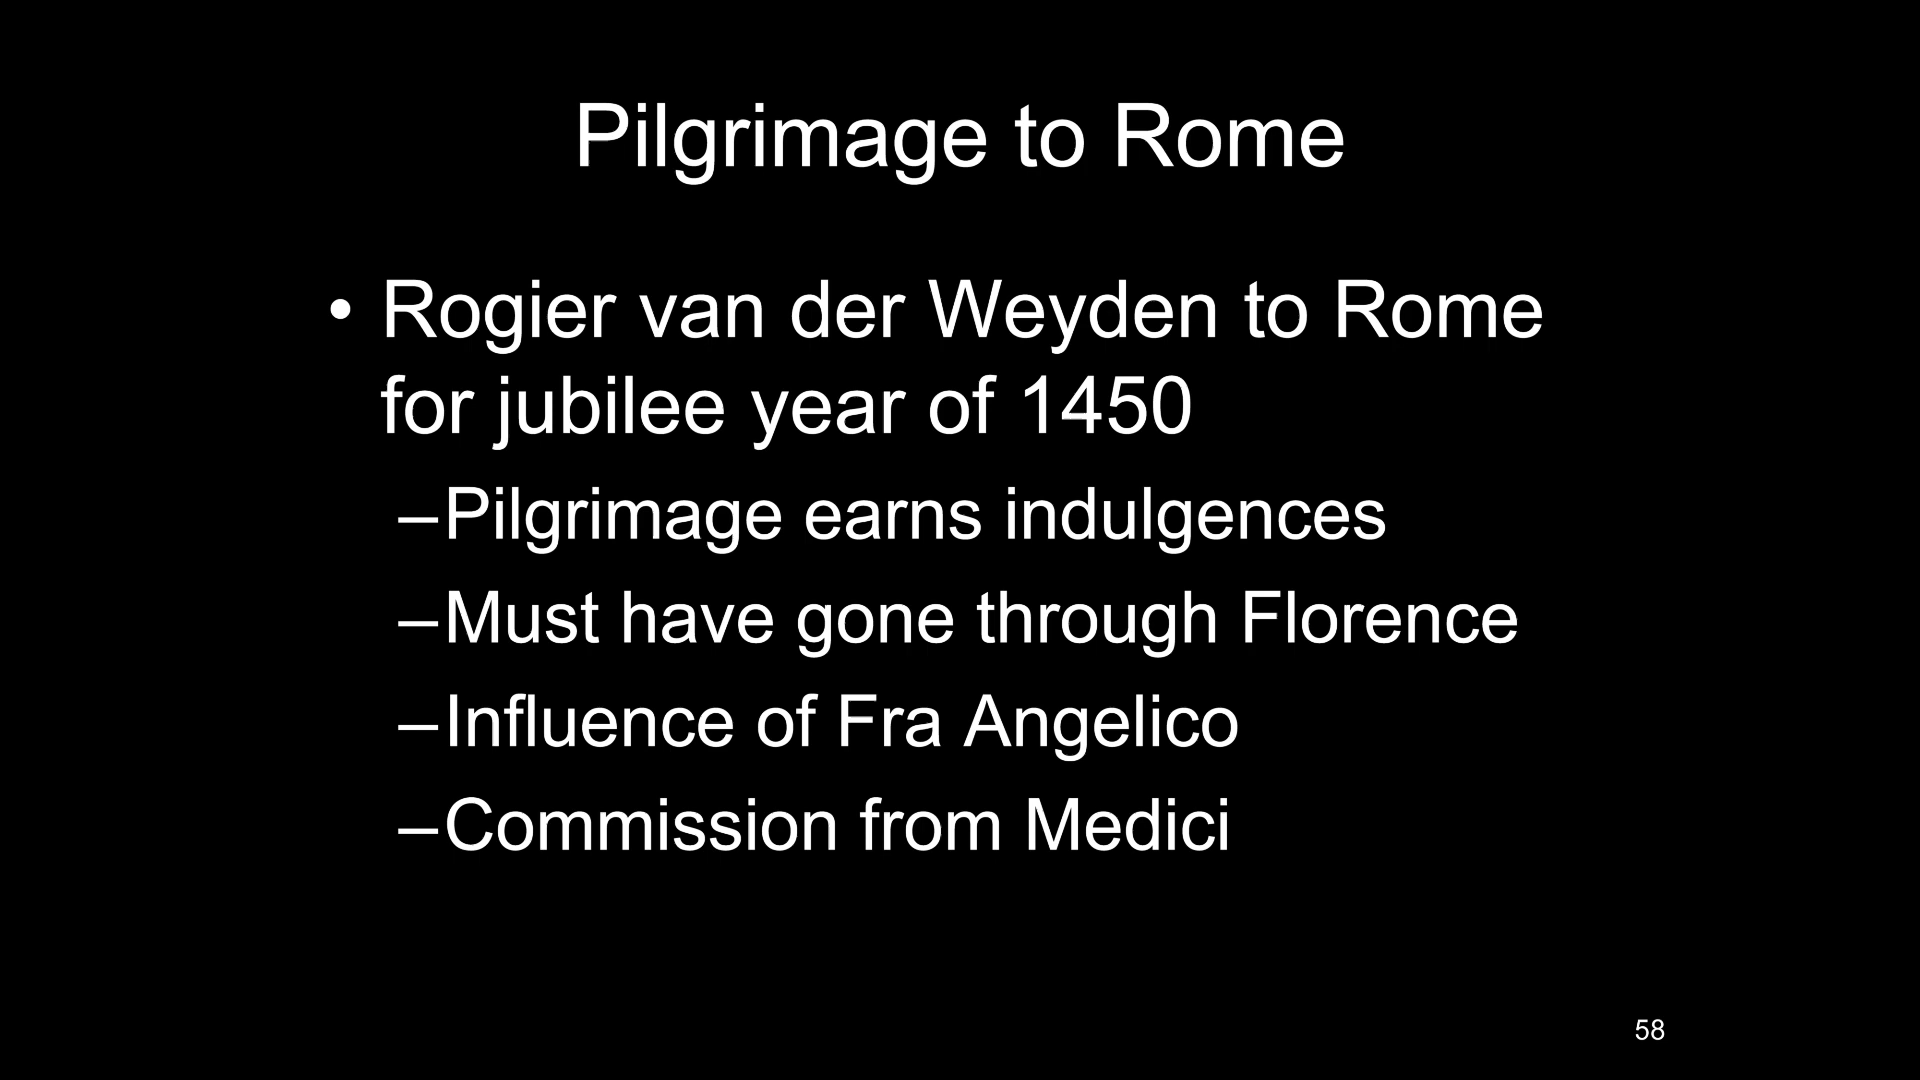 Pilgrimage to Rome
• Rogier van der Weyden to Rome
for jubilee year of 1450
–Pilgrimage earns indulgences
–Must have gone through Florence
–Influence of Fra Angelico
–Commission from Medici
58